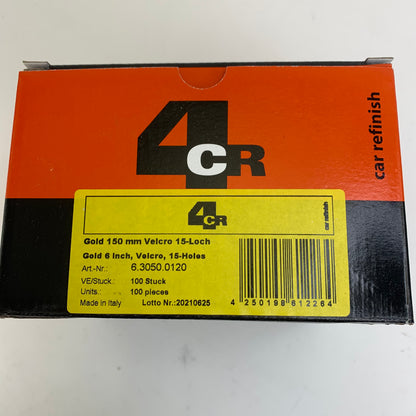 4CR
car refinish
4CR
car refinish
Gold 150 mm Velcro 15-Loch
Gold 6 Inch, Velcro, 15-Holes
Art.-Nr.: 6.3050.0120
VE/Stuck.: 100 Stuck
Units.: 100 pieces
Made in Italy Lotto Nr.:20210625
4 250198 612264